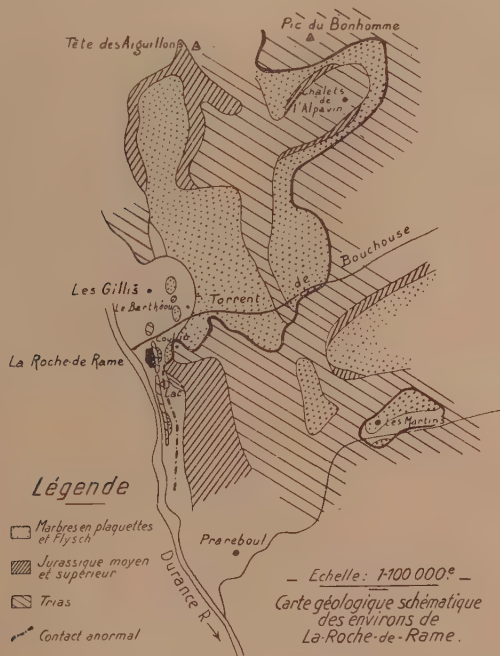 Pic du Bonhomme
Tête des Aiguillons
Chalets
de
l'Alpavin
Bouchouse
de
Torrent
Les Gillis
Le Barthéou
La Roche-de Rame
Lac
Les Martins
Légende
Marbres en plaquettes
et Flysch
Jurassique moyen
et supérieur
Trias
Contact anormal
Prareboul
Durance R.
Echelle: 1-100 000e
Carte géologique schématique
des environs de
La-Roche-de-Rame.